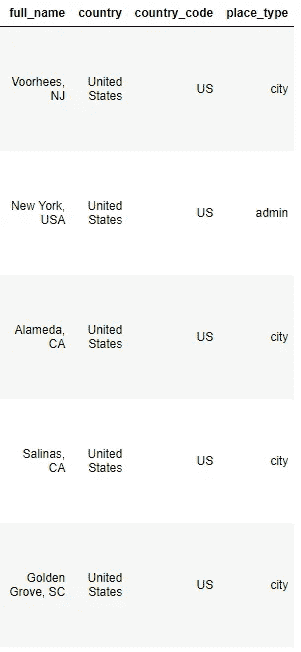 full_name country country_code place_type
Voorhees, United
NJ States US city
New York, United
USA States US admin
Alameda, United
CA States US city
Salinas, United
CA States US city
Golden United
Grove, SC States US city